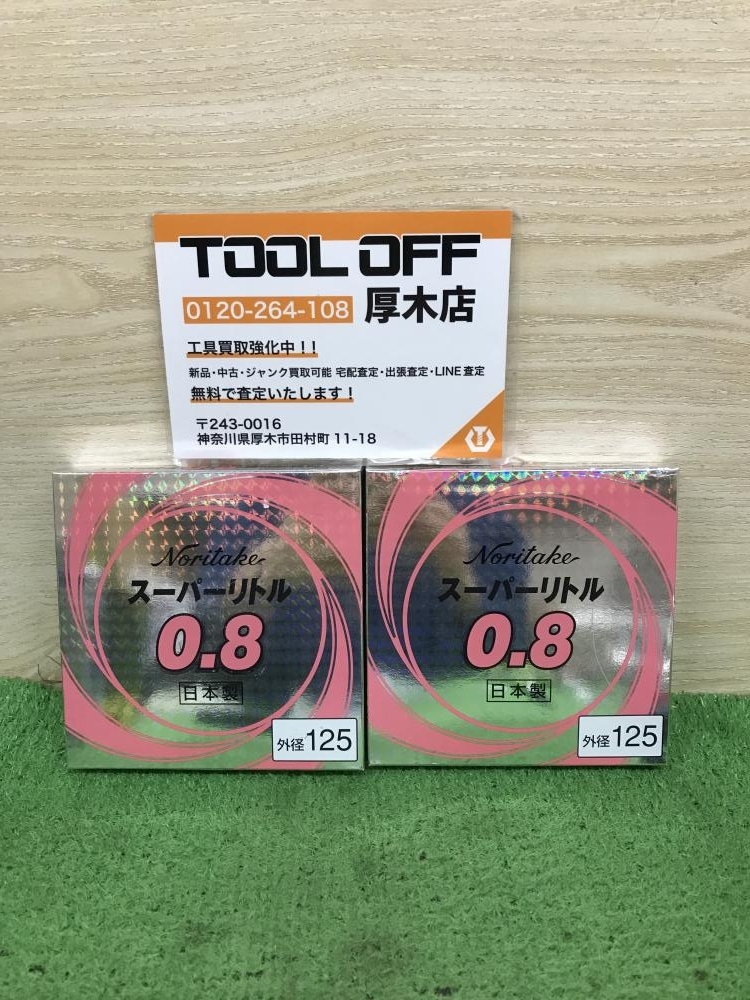 TOOL OFF
0120-264-108 厚木店
工具買取強化中！！
新品・中古・ジャンク買取可能 宅配査定・出張査定・LINE査定
無料で査定いたします！
〒243-0016
神奈川県厚木市田村町 11-18
Noritake
スーパーリトル
0.8
日本製
外径125
Noritake
スーパーリトル
0.8
日本製
外径125